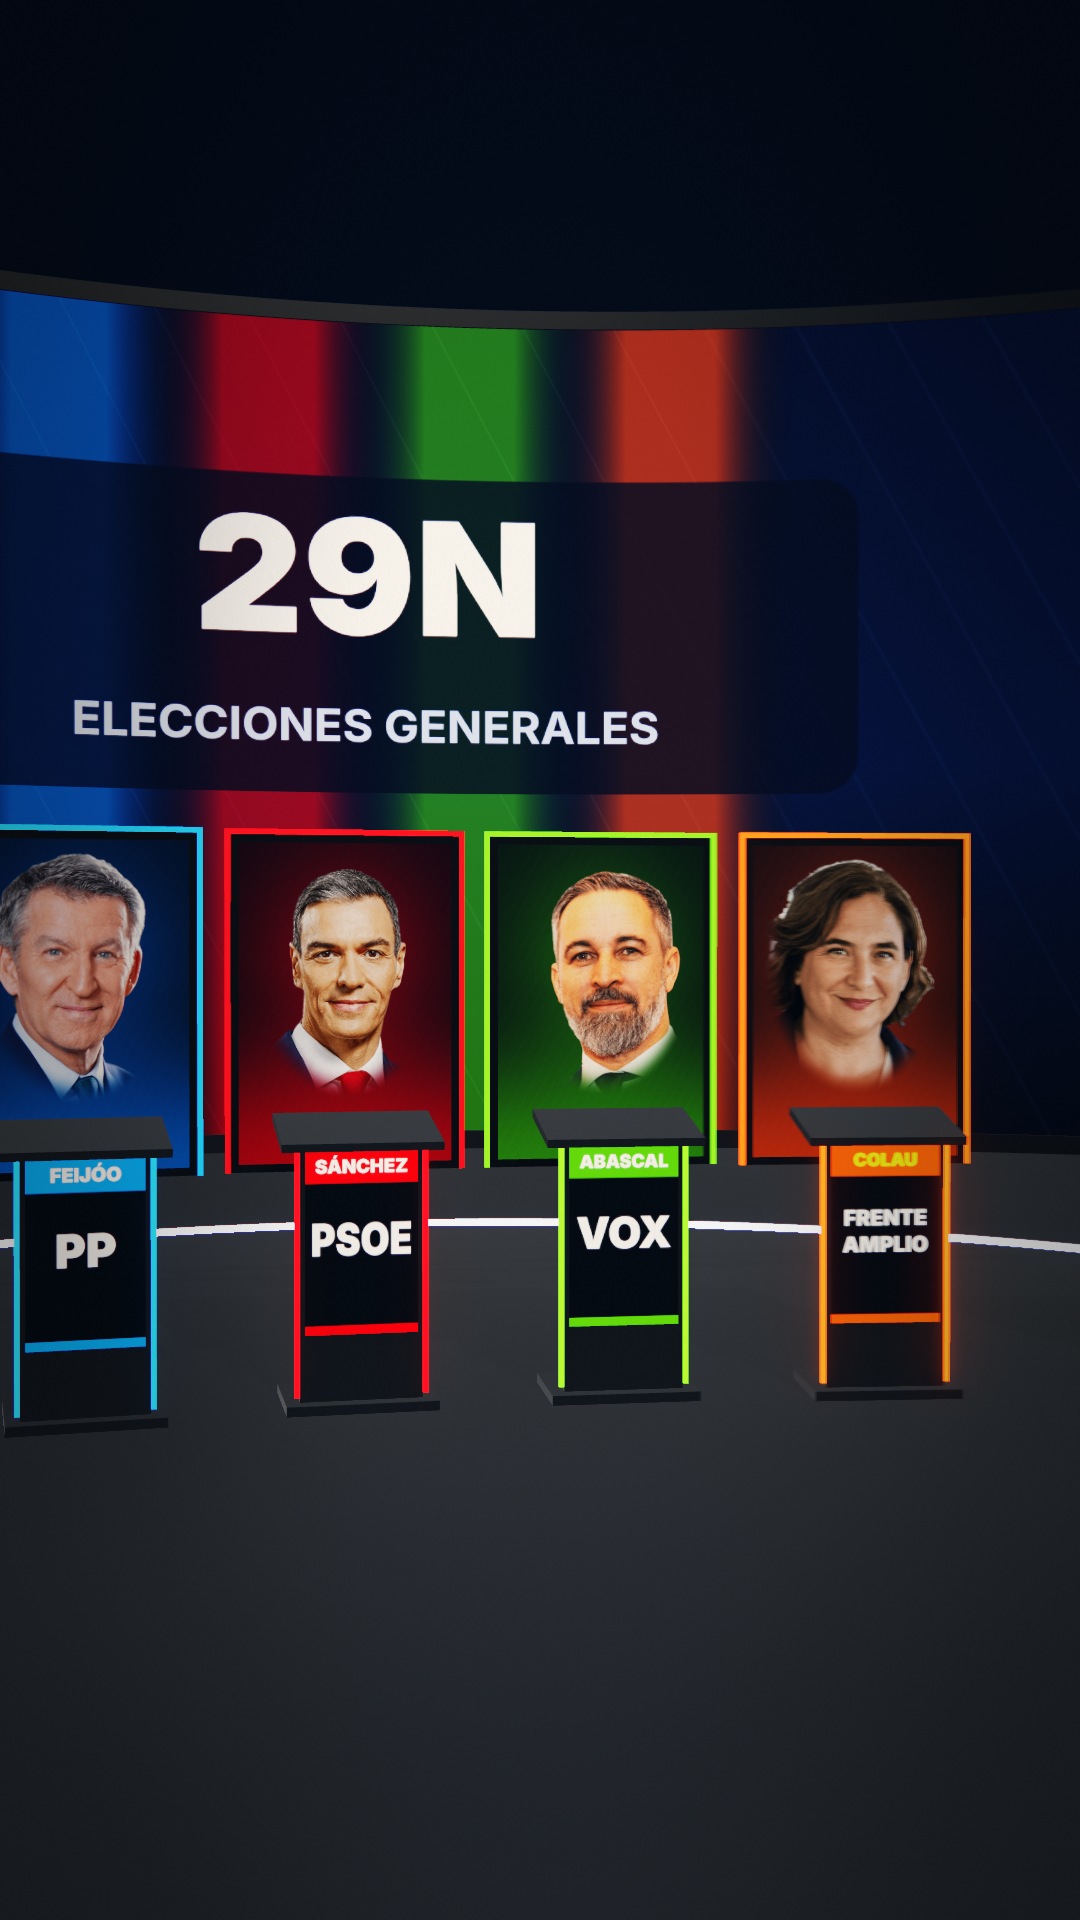 29N
ELECCIONES GENERALES
FEIJÓO
PP
SÁNCHEZ
PSOE
ABASCAL
VOX
COLAU
FRENTE
AMPLIO